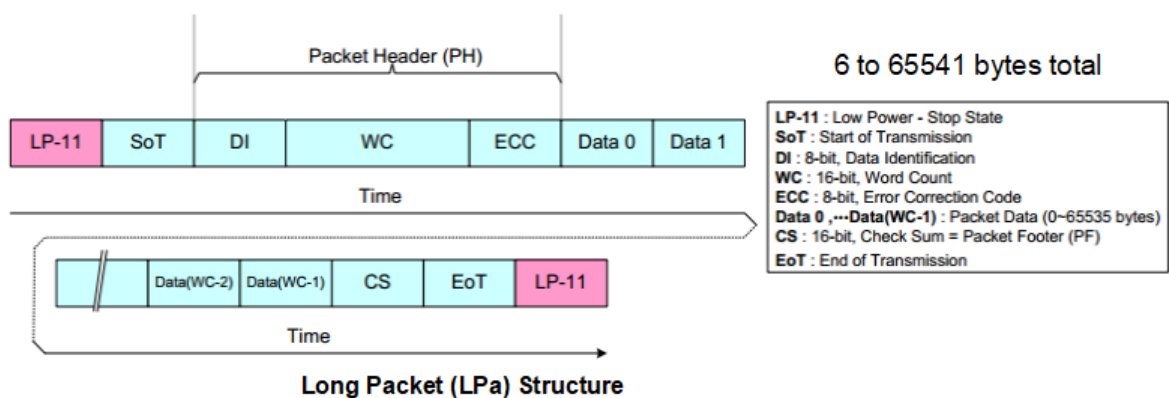 Packet Header (PH)
6 to 65541 bytes total
LP-11 SoT DI WC ECC Data 0 Data 1
Time
LP-11 : Low Power - Stop State
SoT : Start of Transmission
DI : 8-bit, Data Identification
WC : 16-bit, Word Count
ECC : 8-bit, Error Correction Code
Data 0 ,···Data(WC-1) : Packet Data (0~65535 bytes)
CS : 16-bit, Check Sum = Packet Footer (PF)
EoT : End of Transmission
Data(WC-2) Data(WC-1) CS EoT LP-11
Time
Long Packet (LPa) Structure